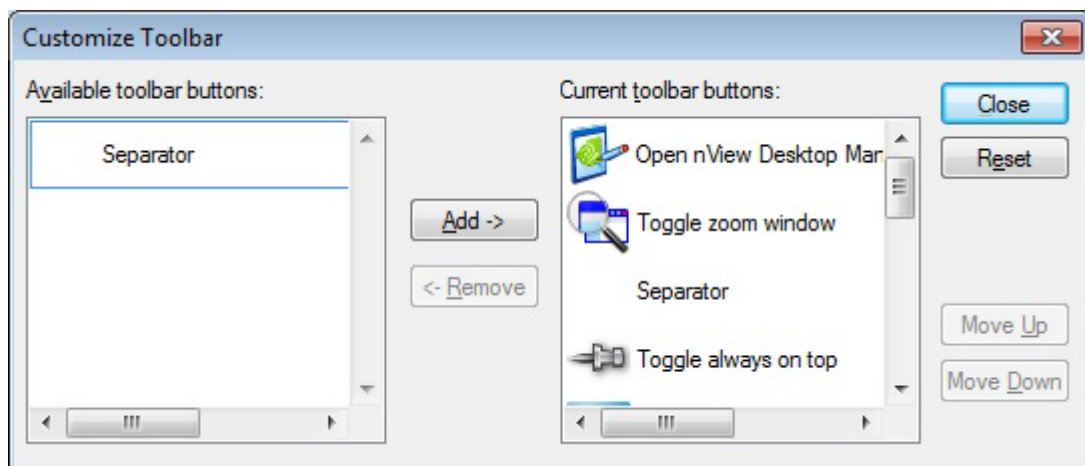 Customize Toolbar
Available toolbar buttons:
Separator
Add ->
<- Remove
Current toolbar buttons:
Open nView Desktop Man
Toggle zoom window
Separator
Toggle always on top
Close
Reset
Move Up
Move Down